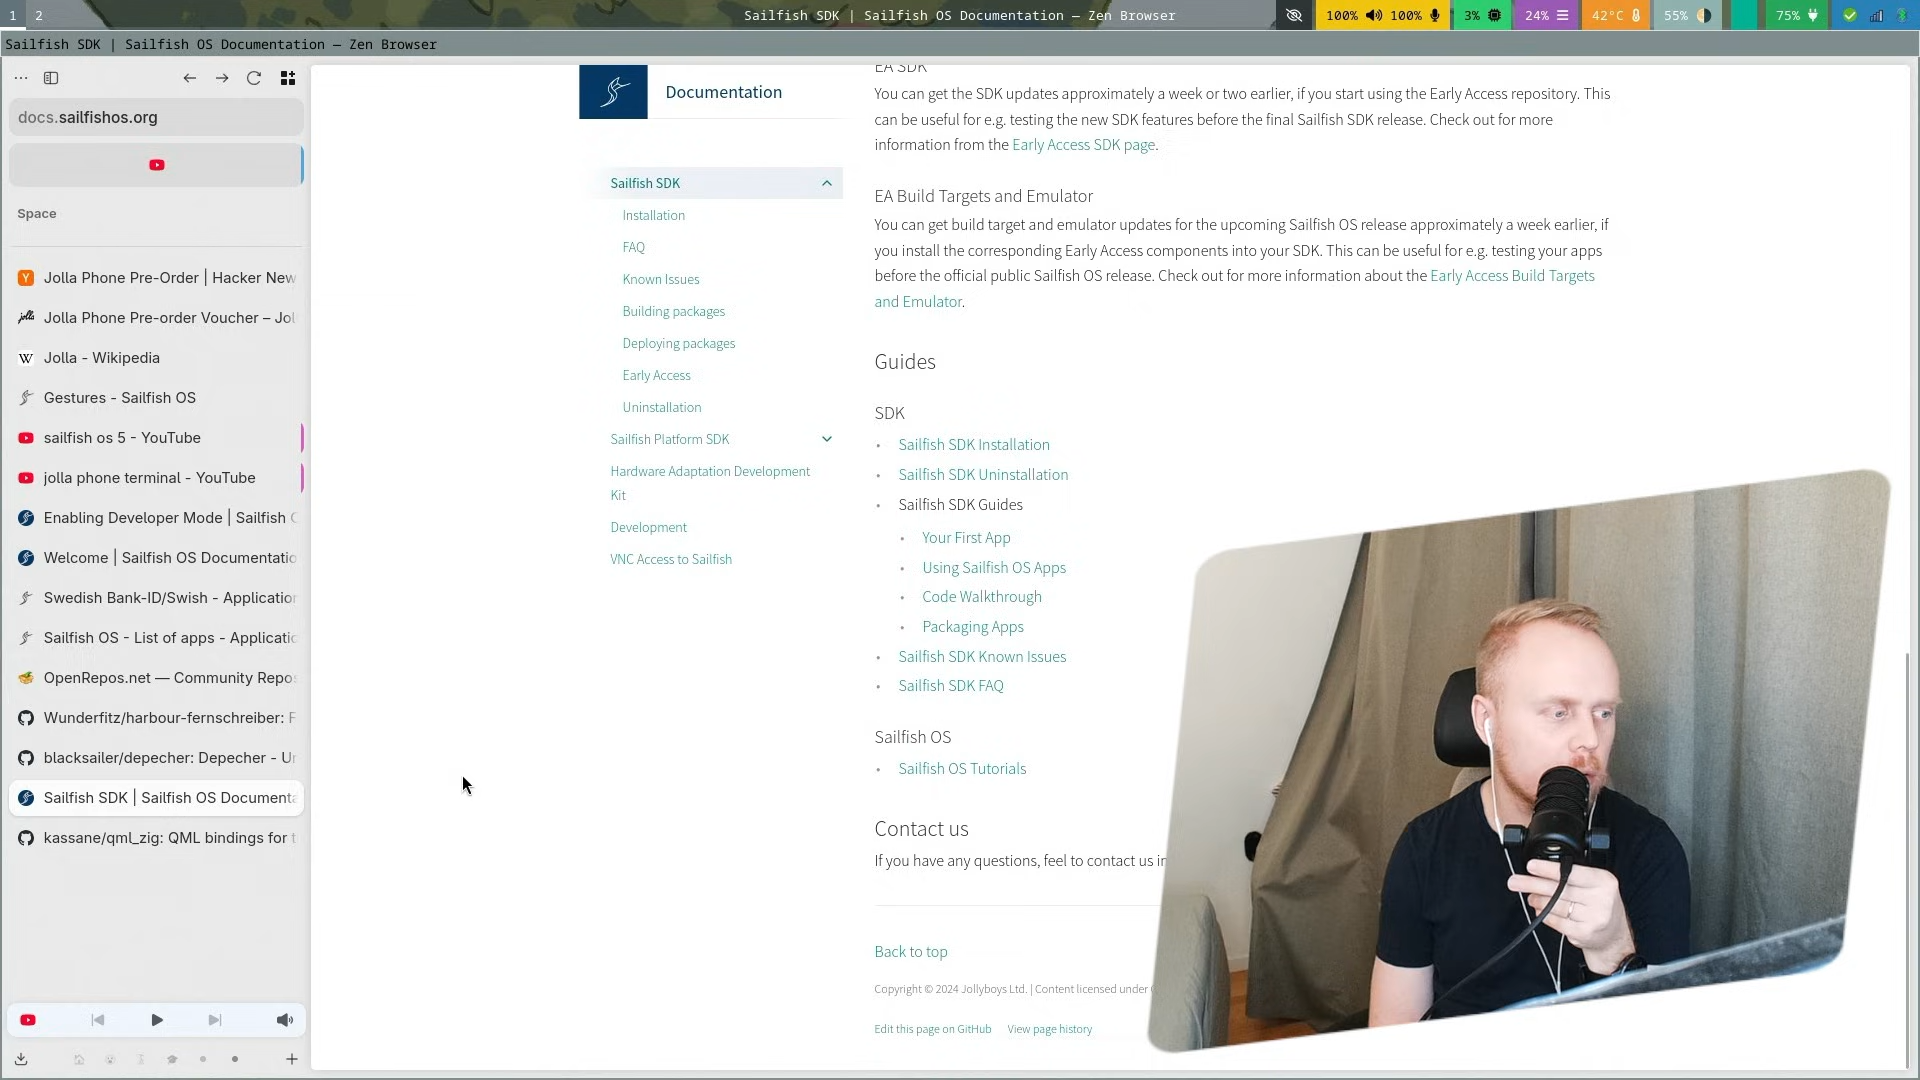 1 2
Sailfish SDK | Sailfish OS Documentation — Zen Browser
100% 100% 3% 24% 42°C 55% 75%
Sailfish SDK | Sailfish OS Documentation — Zen Browser
docs.sailfishos.org
Space
Jolla Phone Pre-Order | Hacker New
Jolla Phone Pre-order Voucher – Jol
Jolla - Wikipedia
Gestures - Sailfish OS
sailfish os 5 - YouTube
jolla phone terminal - YouTube
Enabling Developer Mode | Sailfish O
Welcome | Sailfish OS Documentatio
Swedish Bank-ID/Swish - Application
Sailfish OS - List of apps - Applicatio
OpenRepos.net — Community Repos
Wunderfitz/harbour-fernschreiber: F
blacksailer/depecher: Depecher - Un
Sailfish SDK | Sailfish OS Documenta
kassane/qml_zig: QML bindings for t
Documentation
Sailfish SDK
Installation
FAQ
Known Issues
Building packages
Deploying packages
Early Access
Uninstallation
Sailfish Platform SDK
Hardware Adaptation Development
Kit
Development
VNC Access to Sailfish
EA SDK
You can get the SDK updates approximately a week or two earlier, if you start using the Early Access repository. This
can be useful for e.g. testing the new SDK features before the final Sailfish SDK release. Check out for more
information from the Early Access SDK page.
EA Build Targets and Emulator
You can get build target and emulator updates for the upcoming Sailfish OS release approximately a week earlier, if
you install the corresponding Early Access components into your SDK. This can be useful for e.g. testing your apps
before the official public Sailfish OS release. Check out for more information about the Early Access Build Targets
and Emulator.
Guides
SDK
• Sailfish SDK Installation
• Sailfish SDK Uninstallation
• Sailfish SDK Guides
• Your First App
• Using Sailfish OS Apps
• Code Walkthrough
• Packaging Apps
• Sailfish SDK Known Issues
• Sailfish SDK FAQ
Sailfish OS
• Sailfish OS Tutorials
Contact us
If you have any questions, feel to contact us in
Back to top
Copyright © 2024 Jollyboys Ltd. | Content licensed under
Edit this page on GitHub View page history